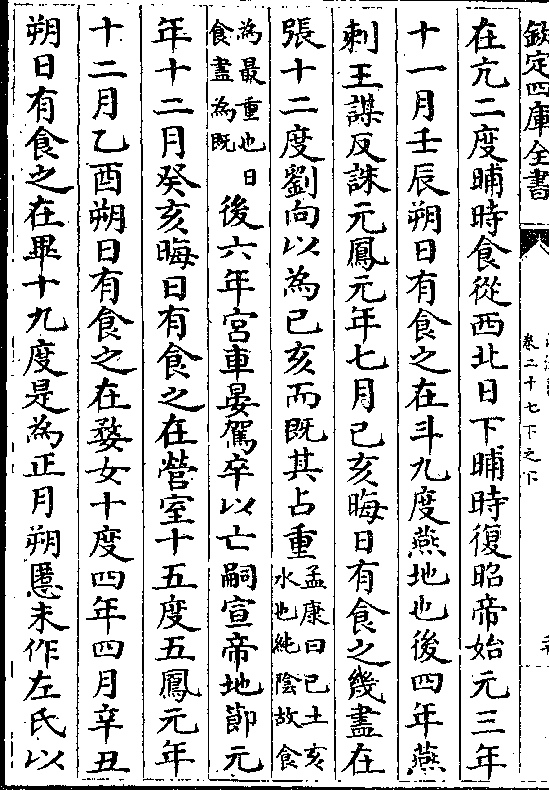 欽定四庫全書
卷二十七下之下
在亢二度晡時食從西北日下晡時復昭帝始元三年
十一月壬辰朔日有食之在斗九度燕地也後四年燕
剌王謀反誅元鳳元年七月己亥晦日有食之幾盡在
張十二度劉向以為己亥而既其占重孟康曰己土亥水也純隂故食
為最重也日食盡為既後六年宮車晏駕卒以亡嗣宣帝地節元
年十二月癸亥晦日有食之在營室十五度五鳳元年
十二月乙酉朔日有食之在婺女十度四年四月辛丑
朔日有食之在畢十九度是為正月朔慝未作左氏以